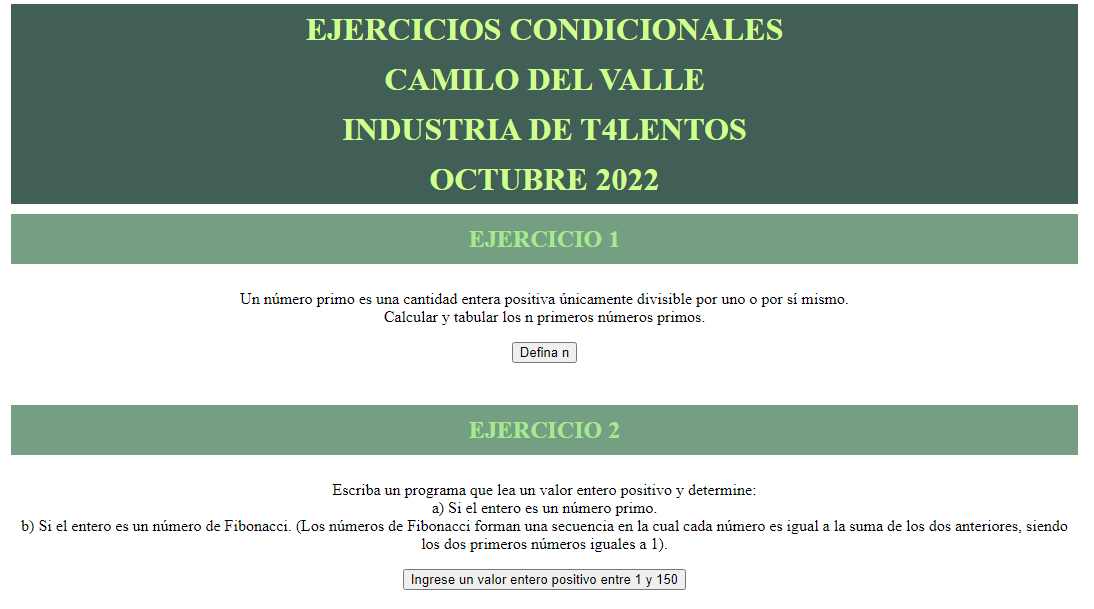 EJERCICIOS CONDICIONALES
CAMILO DEL VALLE
INDUSTRIA DE T4LENTOS
OCTUBRE 2022
EJERCICIO 1
Un número primo es una cantidad entera positiva únicamente divisible por uno o por sí mismo.
Calcular y tabular los n primeros números primos.
Defina n
EJERCICIO 2
Escriba un programa que lea un valor entero positivo y determine:
a) Si el entero es un número primo.
b) Si el entero es un número de Fibonacci. (Los números de Fibonacci forman una secuencia en la cual cada número es igual a la suma de los dos anteriores, siendo
los dos primeros números iguales a 1).
Ingrese un valor entero positivo entre 1 y 150